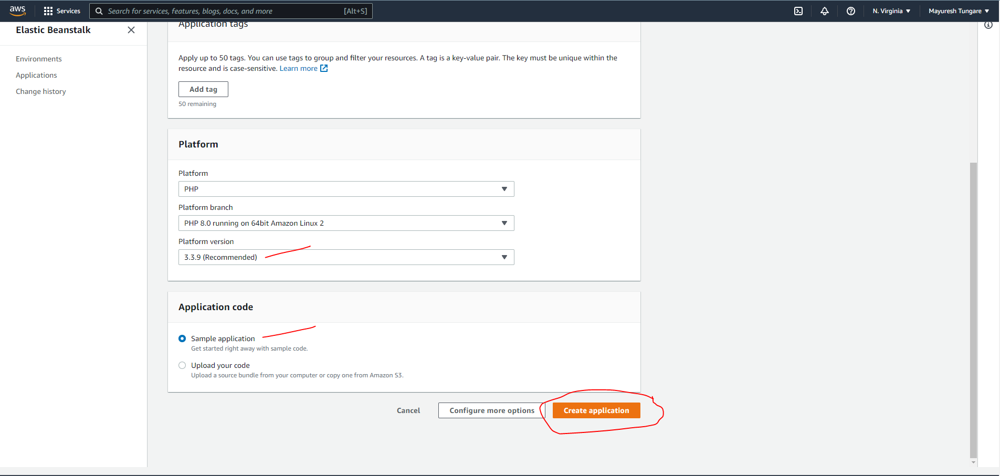 aws Services Search for services, features, blogs, docs, and more [Alt+S] N. Virginia Mayuresh Tungare
Elastic Beanstalk
Environments
Applications
Change history
Application tags
Apply up to 50 tags. You can use tags to group and filter your resources. A tag is a key-value pair. The key must be unique within the
resource and is case-sensitive. Learn more
Add tag
50 remaining
Platform
Platform
PHP
Platform branch
PHP 8.0 running on 64bit Amazon Linux 2
Platform version
3.3.9 (Recommended)
Application code
Sample application
Get started right away with sample code.
Upload your code
Upload a source bundle from your computer or copy one from Amazon S3.
Cancel Configure more options Create application